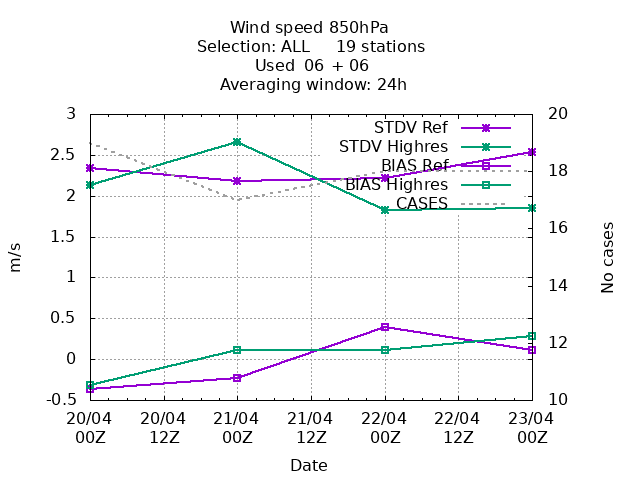 Wind speed 850hPa
Selection: ALL 19 stations
Used 06 + 06
Averaging window: 24h
3
2.5
2
1.5
1
0.5
0
-0.5
20
18
16
14
12
10
STDV Ref
STDV Highres
BIAS Ref
BIAS Highres
CASES
m/s
No cases
20/04 20/04 21/04 21/04 22/04 22/04 23/04
00Z 12Z 00Z 12Z 00Z 12Z 00Z
Date